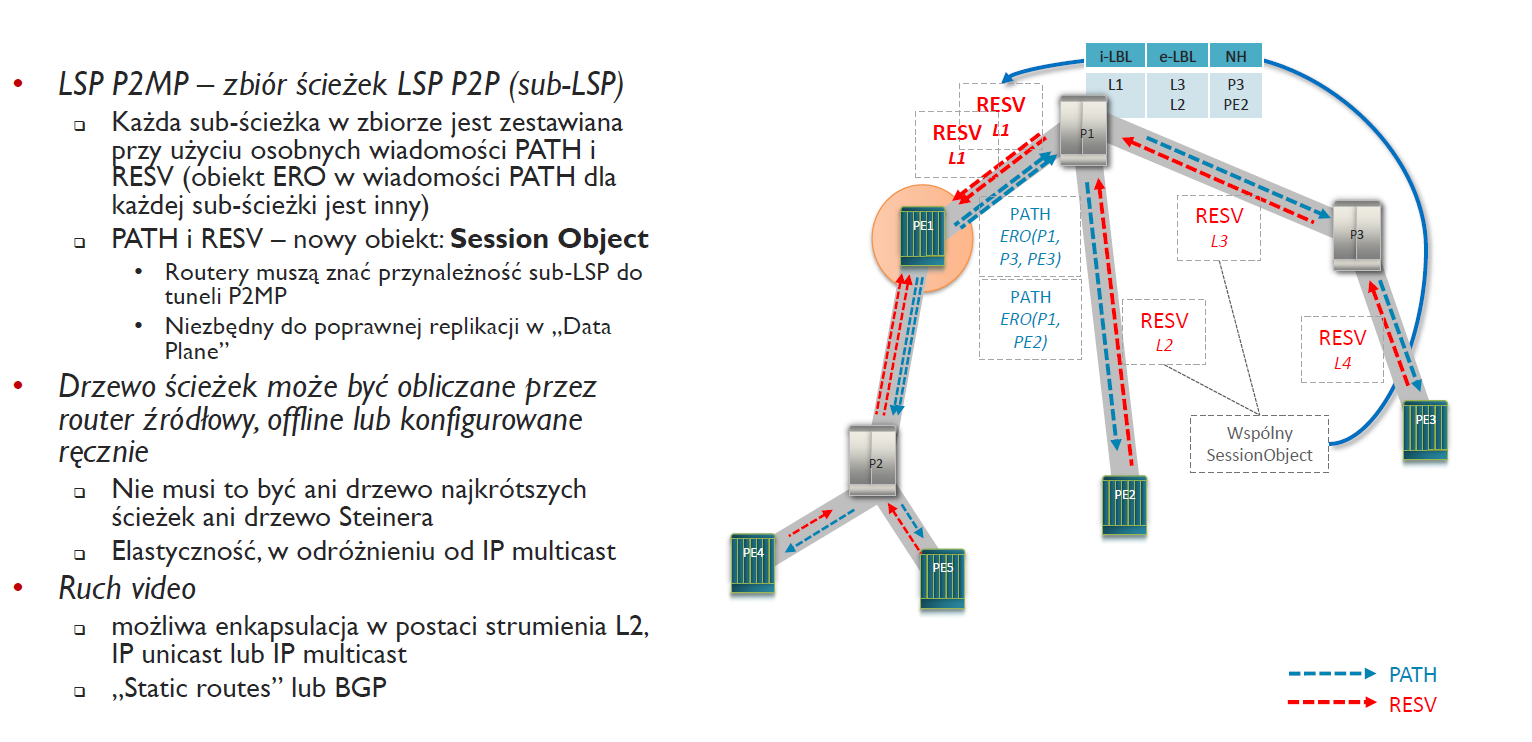 LSP P2MP – zbiór ścieżek LSP P2P (sub-LSP)
Każda sub-ścieżka w zbiorze jest zestawiana
przy użyciu osobnych wiadomości PATH i
RESV (obiekt ERO w wiadomości PATH dla
każdej sub-ścieżki jest inny)
PATH i RESV – nowy obiekt: Session Object
Routery muszą znać przynależność sub-LSP do
tuneli P2MP
Niezbędny do poprawnej replikacji w „Data
Plane”
Drzewo ścieżek może być obliczane przez
router źródłowy, offline lub konfigurowane
ręcznie
Nie musi to być ani drzewo najkrótszych
ścieżek ani drzewo Steinera
Elastyczność, w odróżnieniu od IP multicast
Ruch video
możliwa enkapsulacja w postaci strumienia L2,
IP unicast lub IP multicast
„Static routes” lub BGP
i-LBL e-LBL NH
L1 L3 P3
L2 PE2
RESV
L1
RESV
L1
P1
PE1
PATH
ERO(P1,
P3, PE3)
PATH
ERO(P1,
PE2)
RESV
L3
P3
RESV
L2
RESV
L4
Wspólny
SessionObject
PE3
P2
PE2
PE4
PE5
PATH
RESV